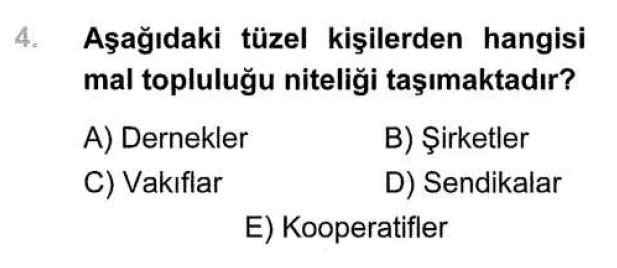 4. Aşağıdaki tüzel kişilerden hangisi
mal topluluğu niteliği taşımaktadır?
A) Dernekler B) Şirketler
C) Vakıflar D) Sendikalar
E) Kooperatifler